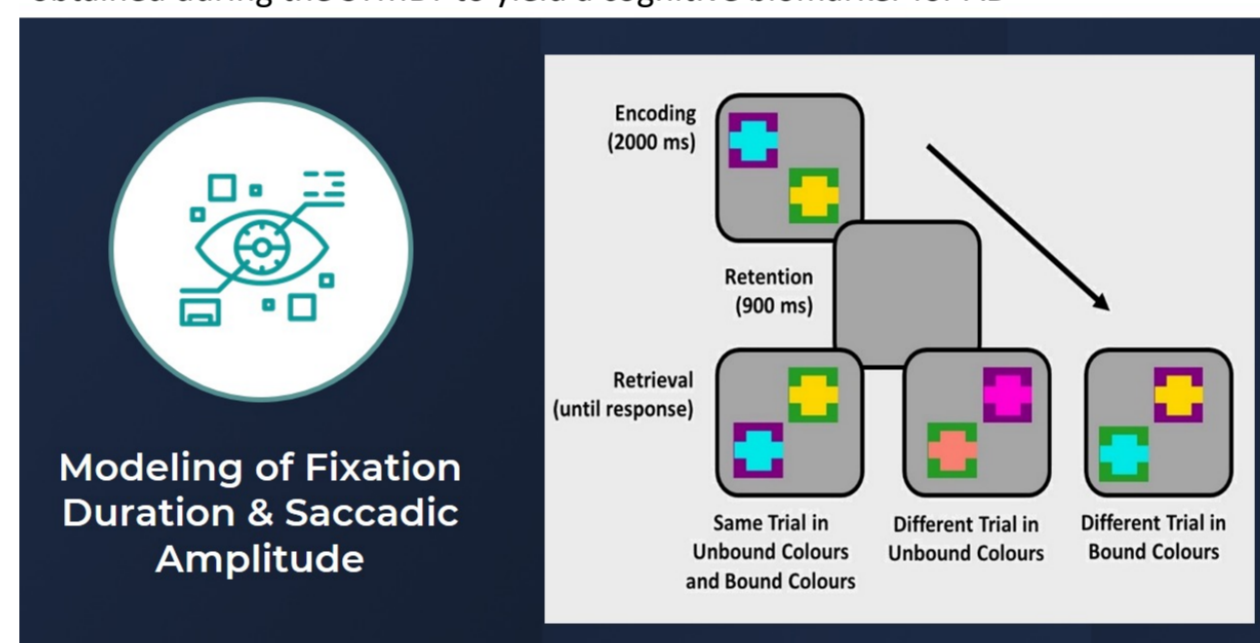 Encoding
(2000 ms)
Retention
(900 ms)
Retrieval
(until response)
Same Trial in
Unbound Colours
and Bound Colours
Different Trial in
Unbound Colours
Different Trial in
Bound Colours
Modeling of Fixation
Duration & Saccadic
Amplitude